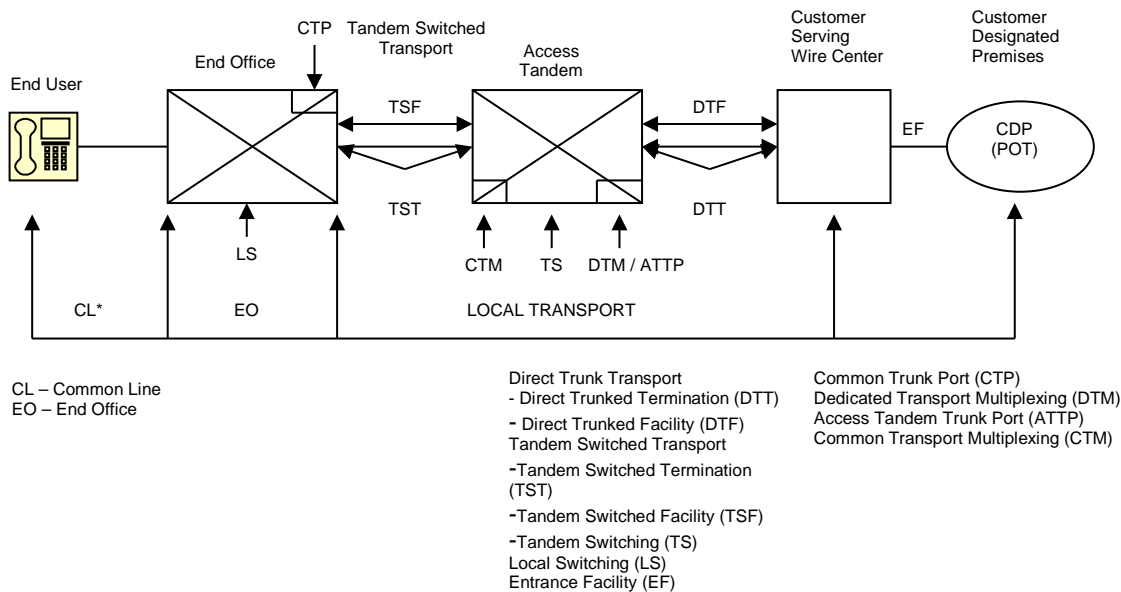 CTP
Tandem Switched
Transport
Customer
Serving
Wire Center
Customer
Designated
Premises
End Office
Access
Tandem
End User
TSF
DTF
EF
CDP
(POT)
TST
DTT
LS
CTM
TS
DTM / ATTP
CL*
EO
LOCAL TRANSPORT
CL – Common Line
EO – End Office
Direct Trunk Transport
- Direct Trunked Termination (DTT)
- Direct Trunked Facility (DTF)
Tandem Switched Transport
-Tandem Switched Termination
(TST)
-Tandem Switched Facility (TSF)
-Tandem Switching (TS)
Local Switching (LS)
Entrance Facility (EF)
Common Trunk Port (CTP)
Dedicated Transport Multiplexing (DTM)
Access Tandem Trunk Port (ATTP)
Common Transport Multiplexing (CTM)